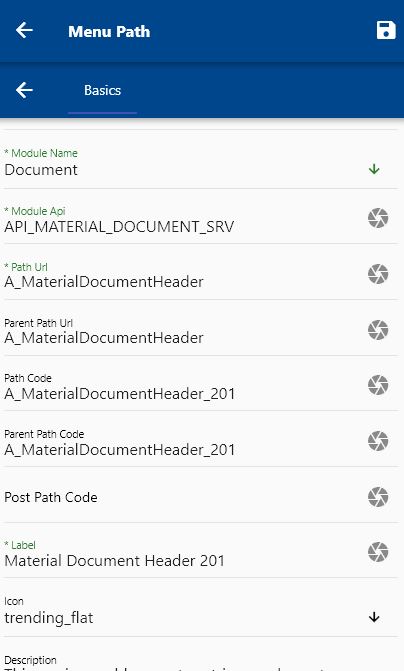 Menu Path
Basics
* Module Name
Document
* Module Api
API_MATERIAL_DOCUMENT_SRV
* Path Url
A_MaterialDocumentHeader
Parent Path Url
A_MaterialDocumentHeader
Path Code
A_MaterialDocumentHeader_201
Parent Path Code
A_MaterialDocumentHeader_201
Post Path Code
* Label
Material Document Header 201
Icon
trending_flat
Description